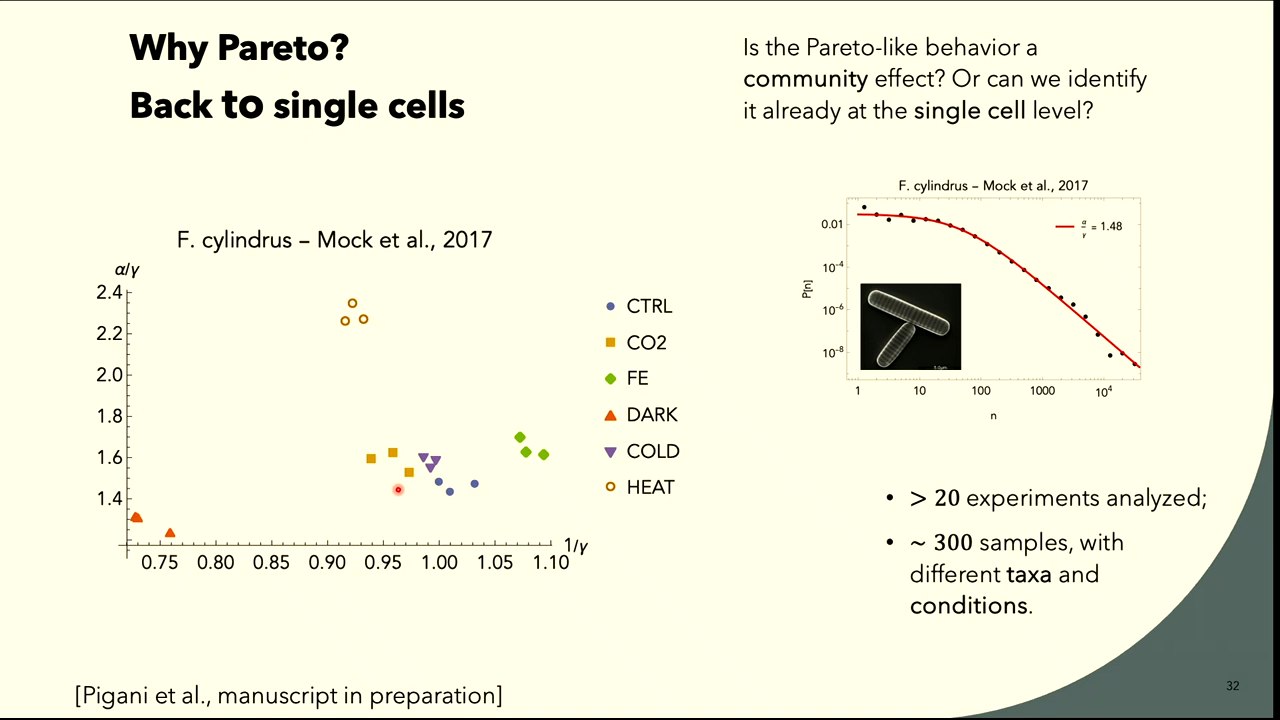 Why Pareto?
Back to single cells
Is the Pareto-like behavior a
community effect? Or can we identify
it already at the single cell level?
F. cylindrus – Mock et al., 2017
α/γ
2.4
2.2
2.0
1.8
1.6
1.4
0.75 0.80 0.85 0.90 0.95 1.00 1.05 1.10
1/γ
CTRL
CO2
FE
DARK
COLD
HEAT
F. cylindrus – Mock et al., 2017
P[n]
0.01
10⁻⁴
10⁻⁶
10⁻⁸
α/γ = 1.48
5.0µm
1 10 100 1000 10⁴
n
• > 20 experiments analyzed;
• ~ 300 samples, with
different taxa and
conditions.
[Pigani et al., manuscript in preparation]
32